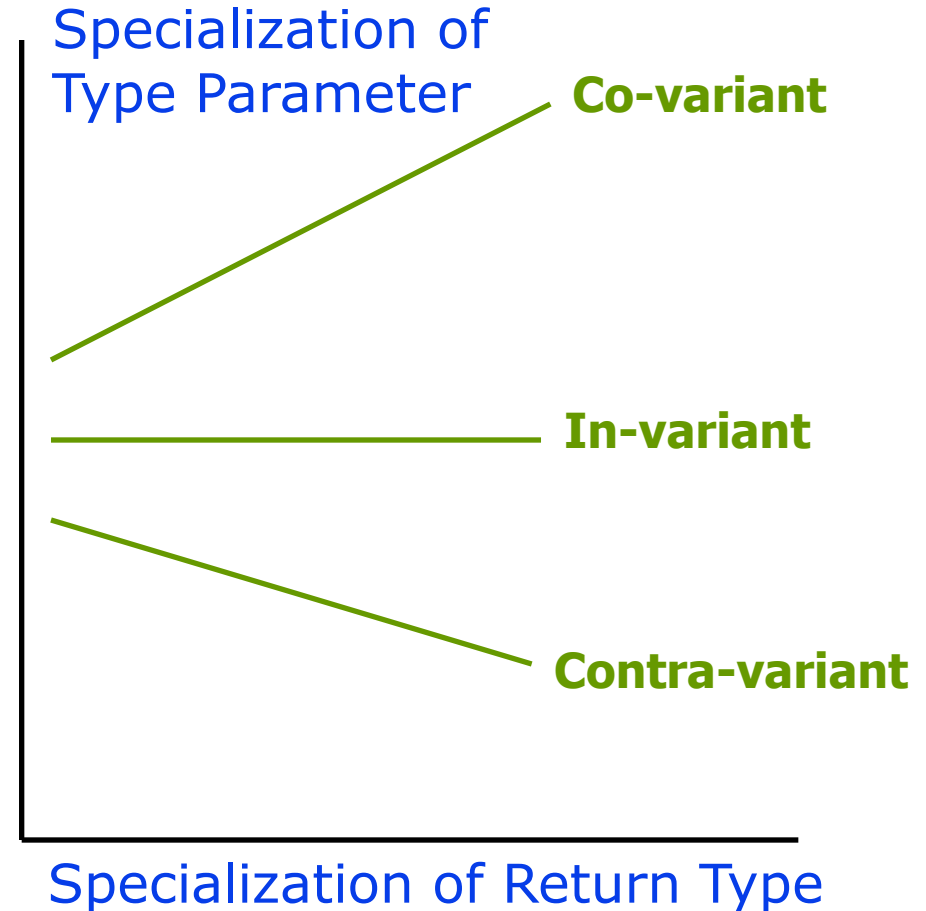 Specialization of
Type Parameter
Co-variant
In-variant
Contra-variant
Specialization of Return Type